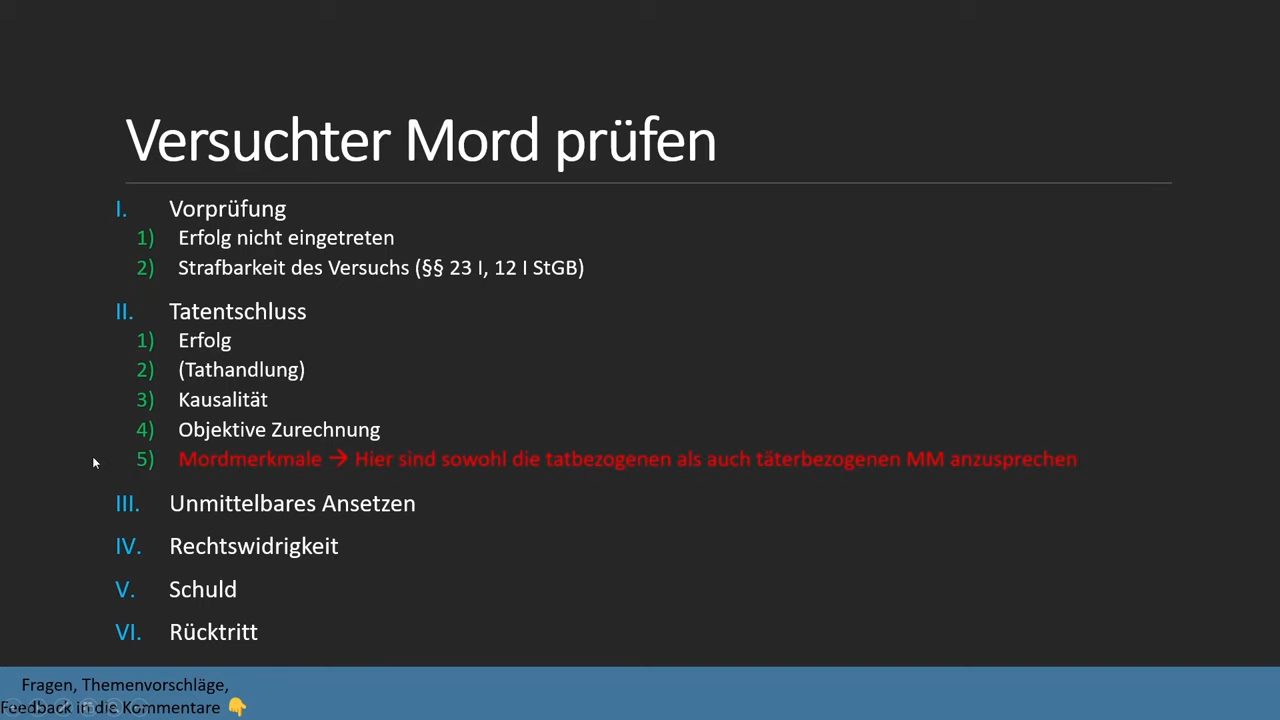 Versuchter Mord prüfen
I. Vorprüfung
1) Erfolg nicht eingetreten
2) Strafbarkeit des Versuchs (§§ 23 I, 12 I StGB)
II. Tatentschluss
1) Erfolg
2) (Tathandlung)
3) Kausalität
4) Objektive Zurechnung
5) Mordmerkmale → Hier sind sowohl die tatbezogenen als auch täterbezogenen MM anzusprechen
III. Unmittelbares Ansetzen
IV. Rechtswidrigkeit
V. Schuld
VI. Rücktritt
Fragen, Themenvorschläge,
Feedback in die Kommentare 👇